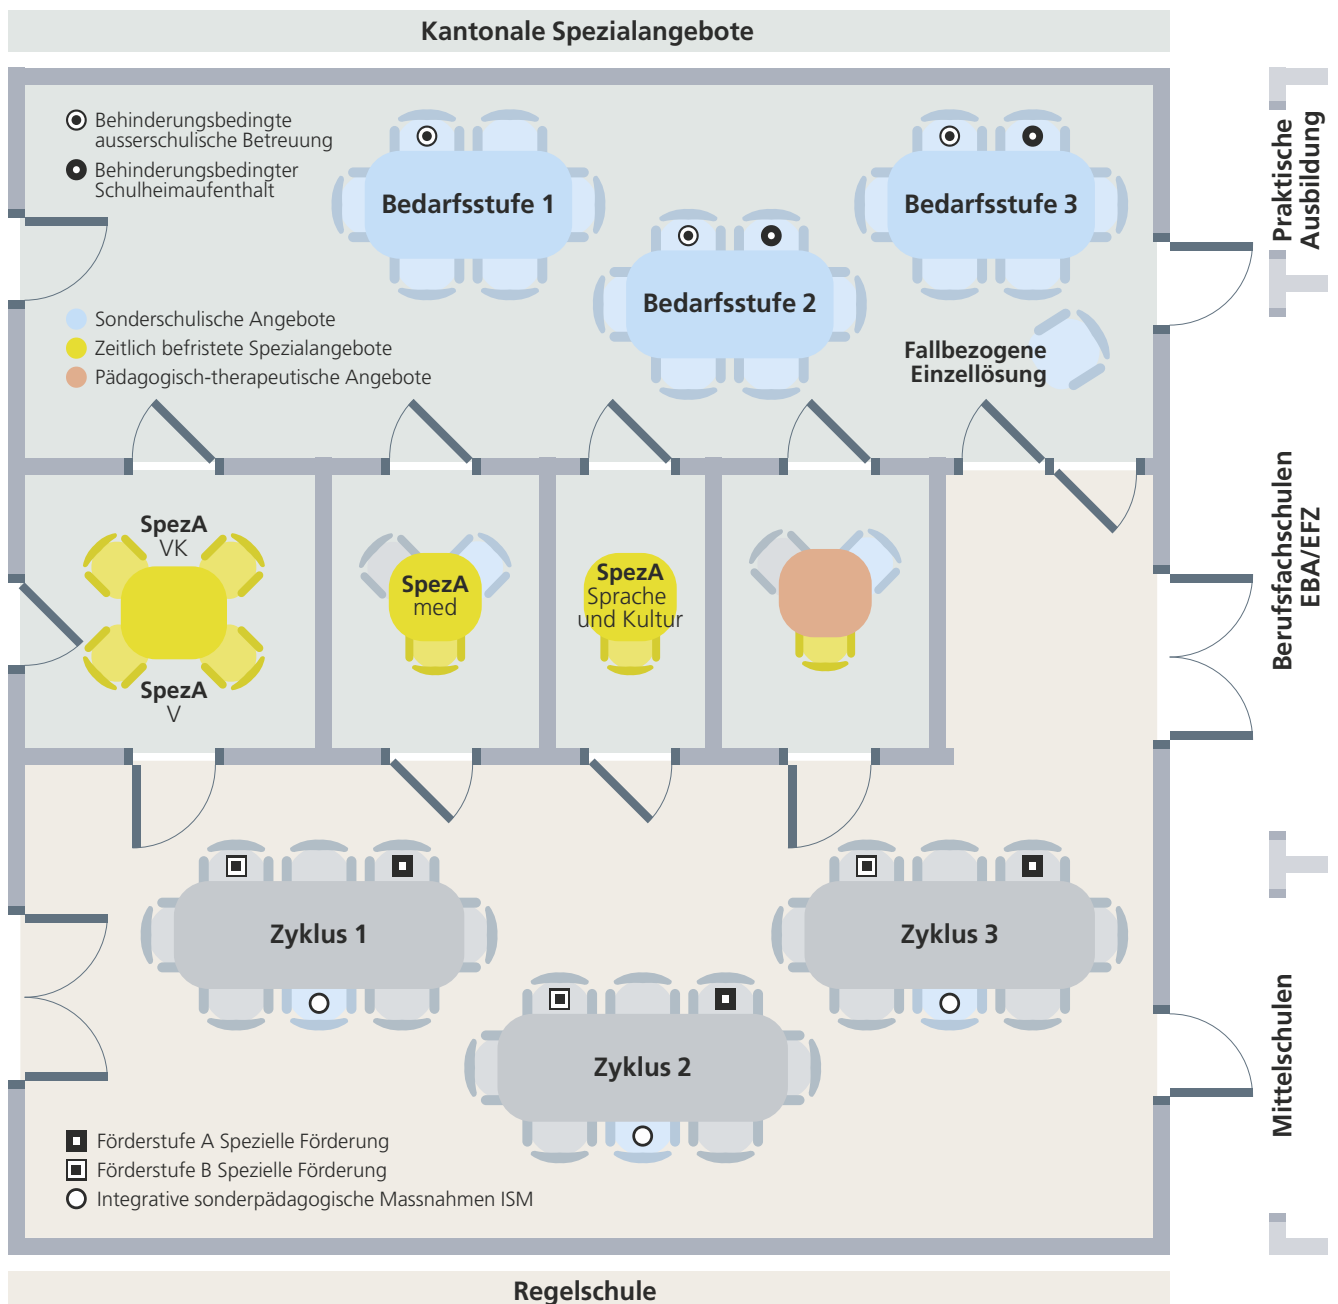 Kantonale Spezialangebote
Behinderungsbedingte
ausserschulische Betreuung
Behinderungsbedingter
Schulheimaufenthalt
Bedarfsstufe 1
Bedarfsstufe 3
Bedarfsstufe 2
Sonderschulische Angebote
Zeitlich befristete Spezialangebote
Pädagogisch-therapeutische Angebote
Fallbezogene
Einzellösung
Praktische
Ausbildung
SpezA
VK
SpezA
V
SpezA
med
SpezA
Sprache
und Kultur
Berufsfachschulen
EBA/EFZ
Zyklus 1
Zyklus 3
Zyklus 2
Mittelschulen
Förderstufe A Spezielle Förderung
Förderstufe B Spezielle Förderung
Integrative sonderpädagogische Massnahmen ISM
Regelschule